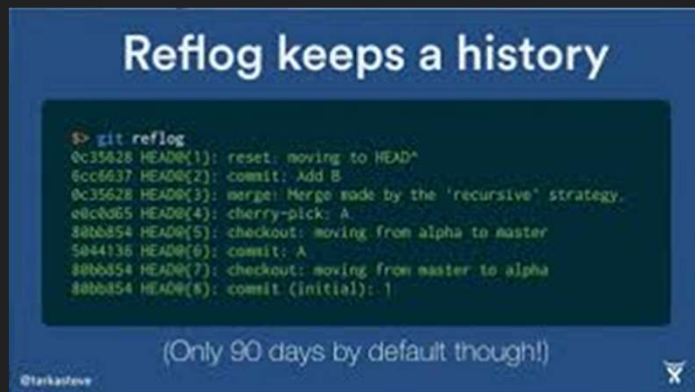 Reflog keeps a history
$> git reflog
0c35628 HEAD@{1}: reset: moving to HEAD^
6cc6637 HEAD@{2}: commit: Add B
0c35628 HEAD@{3}: merge: Merge made by the 'recursive' strategy.
e0c0d65 HEAD@{4}: cherry-pick: A
80bb854 HEAD@{5}: checkout: moving from alpha to master
5044136 HEAD@{6}: commit: A
80bb854 HEAD@{7}: checkout: moving from master to alpha
80bb854 HEAD@{8}: commit (initial): 1
(Only 90 days by default though!)
@tarkasteve